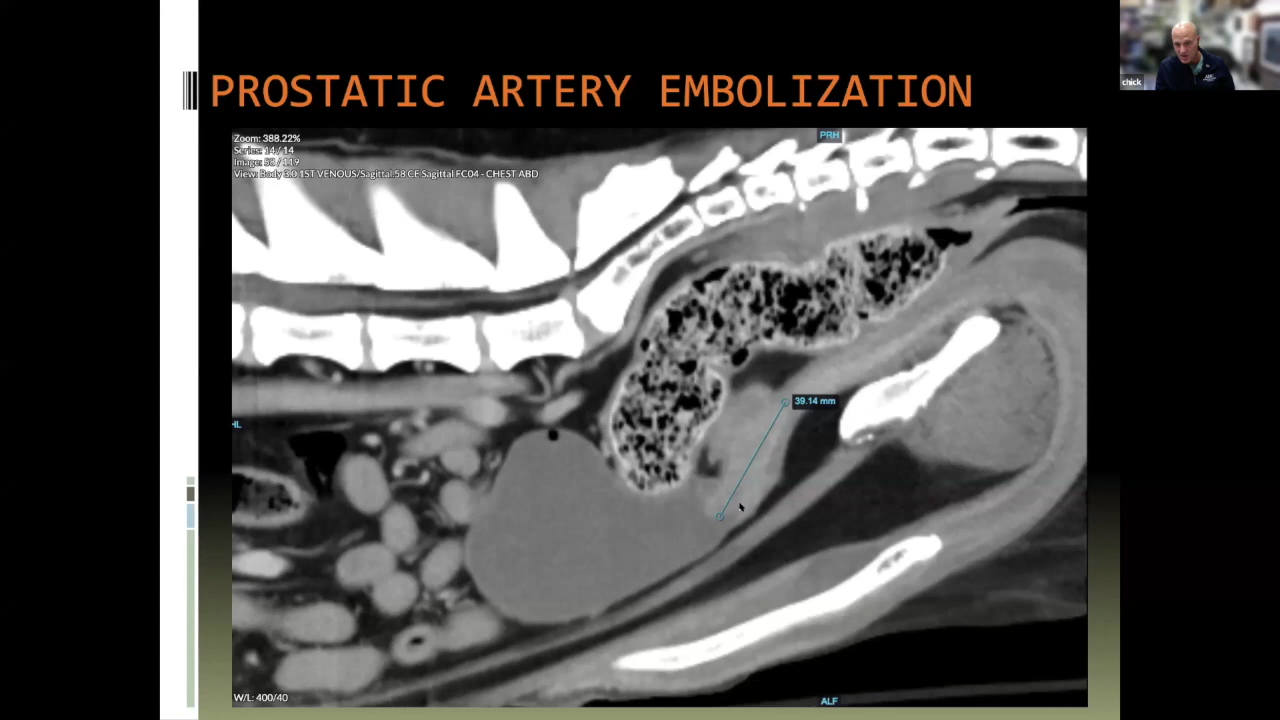 PROSTATIC ARTERY EMBOLIZATION
chick
Zoom: 388.22%
Series: 14/14
Image: 58/119
View: Body 3.0 1ST VENOUS/Sagittal.58 CE Sagittal FC04 - CHEST ABD
PRH
39.14 mm
HL
W/L: 400/40
ALF